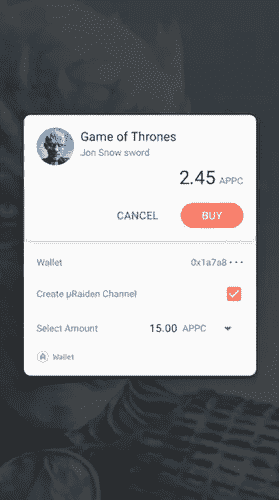 Game of Thrones
Jon Snow sword
2.45 APPC
CANCEL BUY
Wallet 0x1a7a8 •••
Create μRaiden Channel
Select Amount 15.00 APPC
Wallet